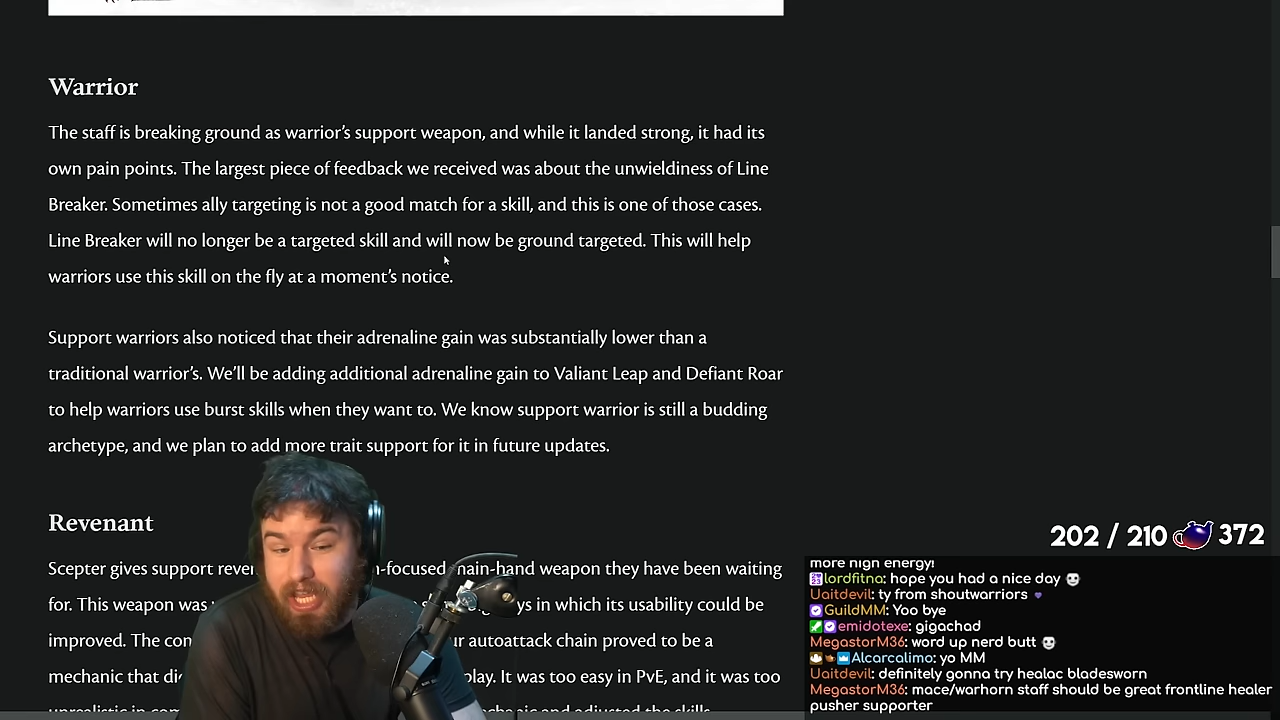 Warrior
The staff is breaking ground as warrior’s support weapon, and while it landed strong, it had its
own pain points. The largest piece of feedback we received was about the unwieldiness of Line
Breaker. Sometimes ally targeting is not a good match for a skill, and this is one of those cases.
Line Breaker will no longer be a targeted skill and will now be ground targeted. This will help
warriors use this skill on the fly at a moment’s notice.
Support warriors also noticed that their adrenaline gain was substantially lower than a
traditional warrior’s. We’ll be adding additional adrenaline gain to Valiant Leap and Defiant Roar
to help warriors use burst skills when they want to. We know support warrior is still a budding
archetype, and we plan to add more trait support for it in future updates.
Revenant
Scepter gives support -focused main-hand weapon they have been waiting
for. This weapon was in which its usability could be
improved. The autoattack chain proved to be a
mechanic that play. It was too easy in PvE, and it was too
and adjusted the skills
202 / 210 372
more high energy!
lordfitna: hope you had a nice day
Uaitdevil: ty from shoutwarriors
GuildMM: Yoo bye
emidotexe: gigachad
MegastorM36: word up nerd butt
Alcarcalimo: yo MM
Uaitdevil: definitely gonna try healac bladesworn
MegastorM36: mace/warhorn staff should be great frontline healer
pusher supporter